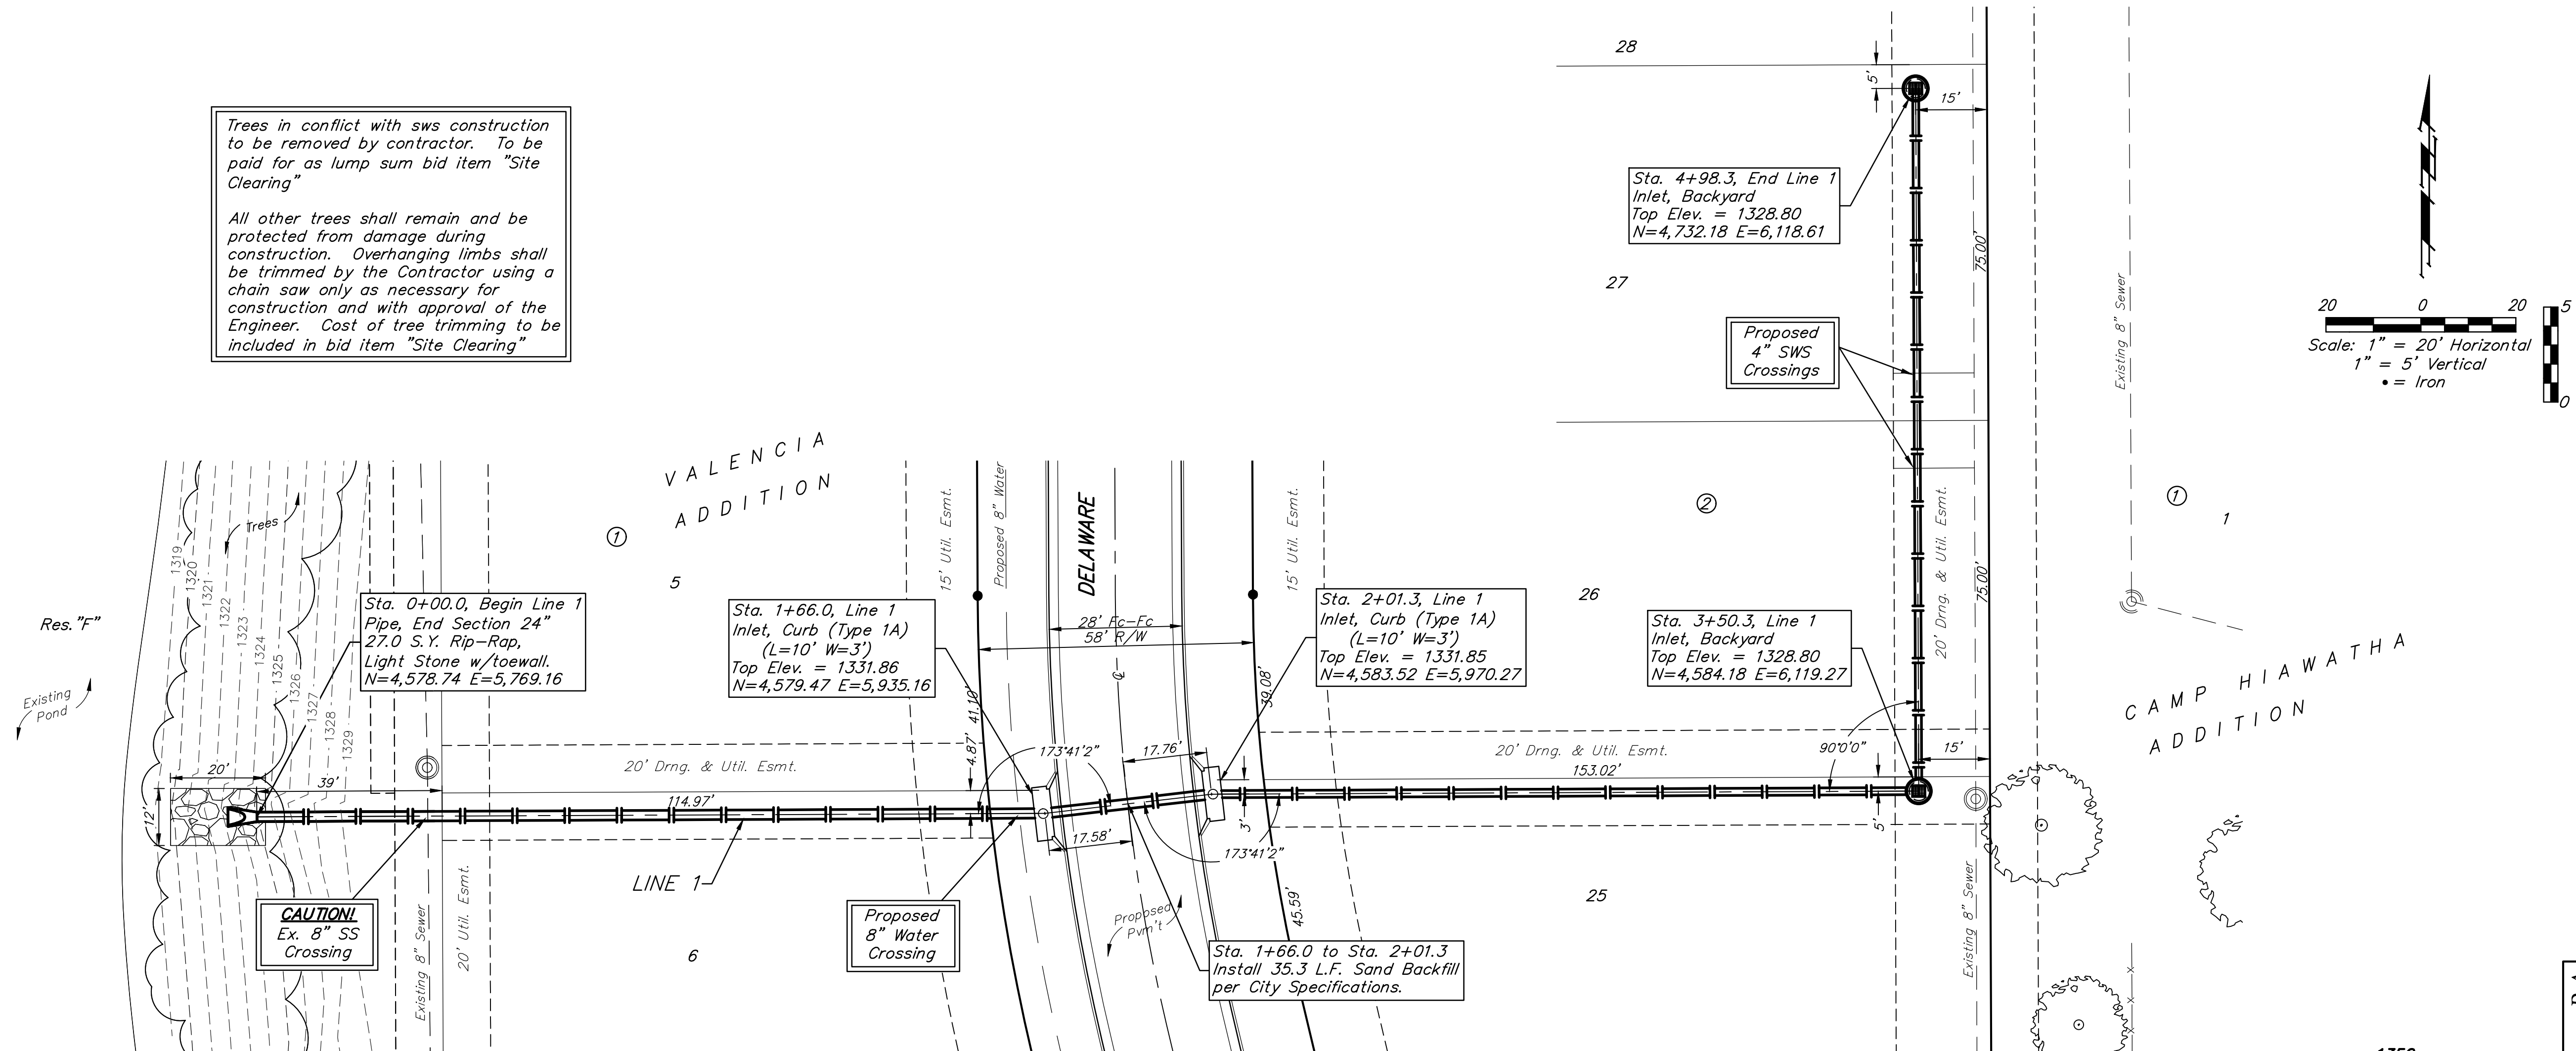 Trees in conflict with sws construction
to be removed by contractor.  To be
paid for as lump sum bid item "Site
Clearing"
All other trees shall remain and be
protected from damage during
construction.  Overhanging limbs shall
be trimmed by the Contractor using a
chain saw only as necessary for
construction and with approval of the
Engineer.  Cost of tree trimming to be
included in bid item "Site Clearing"
28
5'
15'
Sta. 4+98.3, End Line 1
Inlet, Backyard
Top Elev. = 1328.80
N=4,732.18 E=6,118.61
27
75.00'
Existing 8" Sewer
20 0 20
Scale: 1" = 20' Horizontal
1" = 5' Vertical
• = Iron
5
0
Proposed
4" SWS
Crossings
VALENCIA
ADDITION
1
5
Trees
1319
1320
1321
1322
1323
1324
1325
1326
1327
1328
1329
Res."F"
Existing
Pond
Sta. 0+00.0, Begin Line 1
Pipe, End Section 24"
27.0 S.Y. Rip-Rap,
Light Stone w/toewall.
N=4,578.74 E=5,769.16
Sta. 1+66.0, Line 1
Inlet, Curb (Type 1A)
(L=10' W=3')
Top Elev. = 1331.86
N=4,579.47 E=5,935.16
15' Util. Esmt.
Proposed 8" Water
DELAWARE
15' Util. Esmt.
28' Fc-Fc
58' R/W
℄
Sta. 2+01.3, Line 1
Inlet, Curb (Type 1A)
(L=10' W=3')
Top Elev. = 1331.85
N=4,583.52 E=5,970.27
2
26
Sta. 3+50.3, Line 1
Inlet, Backyard
Top Elev. = 1328.80
N=4,584.18 E=6,119.27
20' Drng. & Util. Esmt.
75.00'
1
1
CAMP HIAWATHA
ADDITION
41.10'
4.87'
39.08'
20'
39'
12'
20' Drng. & Util. Esmt.
114.97'
173°41'2"
17.76'
17.58'
173°41'2"
3'
20' Drng. & Util. Esmt.
153.02'
90°0'0"
15'
5'
LINE 1
CAUTION!
Ex. 8" SS
Crossing
Existing 8" Sewer
20' Util. Esmt.
6
Proposed
8" Water
Crossing
Proposed
Pvm't
45.59'
Sta. 1+66.0 to Sta. 2+01.3
Install 35.3 L.F. Sand Backfill
per City Specifications.
25
Existing 8" Sewer